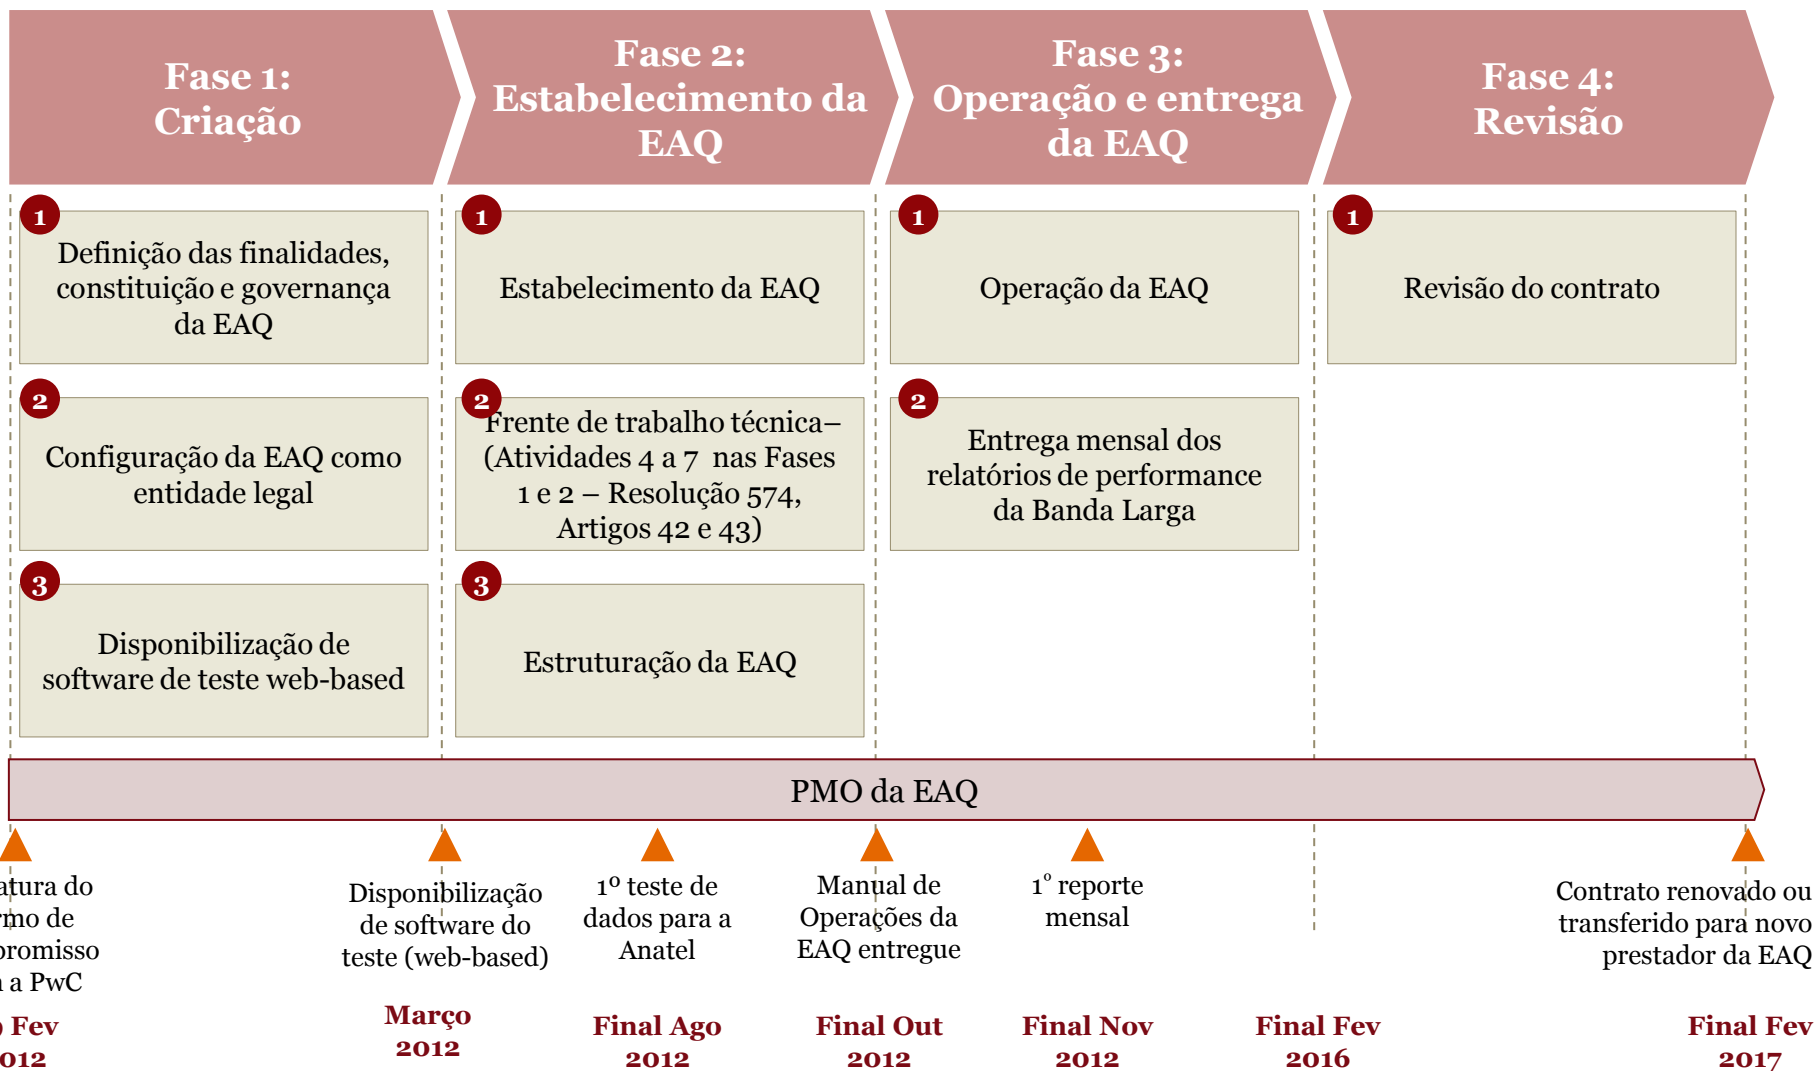 Fase 1:
Criação
Fase 2:
Estabelecimento da
EAQ
Fase 3:
Operação e entrega
da EAQ
Fase 4:
Revisão
1
Definição das finalidades,
constituição e governança
da EAQ
2
Configuração da EAQ como
entidade legal
3
Disponibilização de
software de teste web-based
1
Estabelecimento da EAQ
2
Frente de trabalho técnica–
(Atividades 4 a 7 nas Fases
1 e 2 – Resolução 574,
Artigos 42 e 43)
3
Estruturação da EAQ
1
Operação da EAQ
2
Entrega mensal dos
relatórios de performance
da Banda Larga
1
Revisão do contrato
PMO da EAQ
do
de
a PwC
Fev
Disponibilização
de software do
teste (web-based)
Março
2012
1º teste de
dados para a
Anatel
Final Ago
2012
Manual de
Operações da
EAQ entregue
Final Out
2012
1º reporte
mensal
Final Nov
2012
Final Fev
2016
Contrato renovado ou
transferido para novo
prestador da EAQ
Final Fev
2017